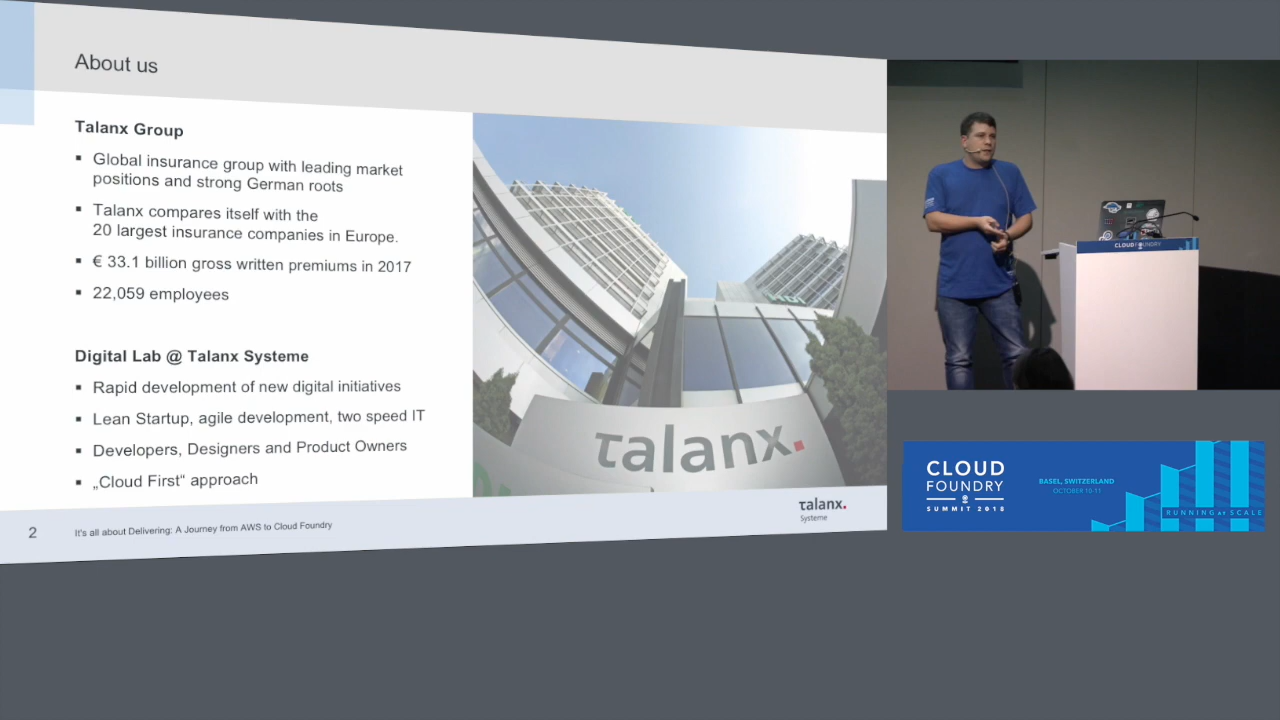 About us
Talanx Group
▪ Global insurance group with leading market
positions and strong German roots
▪ Talanx compares itself with the
20 largest insurance companies in Europe.
▪ € 33.1 billion gross written premiums in 2017
▪ 22,059 employees
Digital Lab @ Talanx Systeme
▪ Rapid development of new digital initiatives
▪ Lean Startup, agile development, two speed IT
▪ Developers, Designers and Product Owners
▪ „Cloud First“ approach
talanx.
2
It's all about Delivering: A Journey from AWS to Cloud Foundry
talanx.
Systeme
CLOUD FOUNDRY
CLOUD
FOUNDRY
SUMMIT 2018
BASEL, SWITZERLAND
OCTOBER 10-11
RUNNING AT SCALE